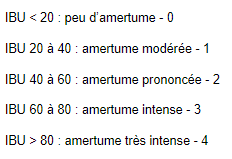 IBU < 20 : peu d'amertume - 0
IBU 20 à 40 : amertume modérée - 1
IBU 40 à 60 : amertume prononcée - 2
IBU 60 à 80 : amertume intense - 3
IBU > 80 : amertume très intense - 4